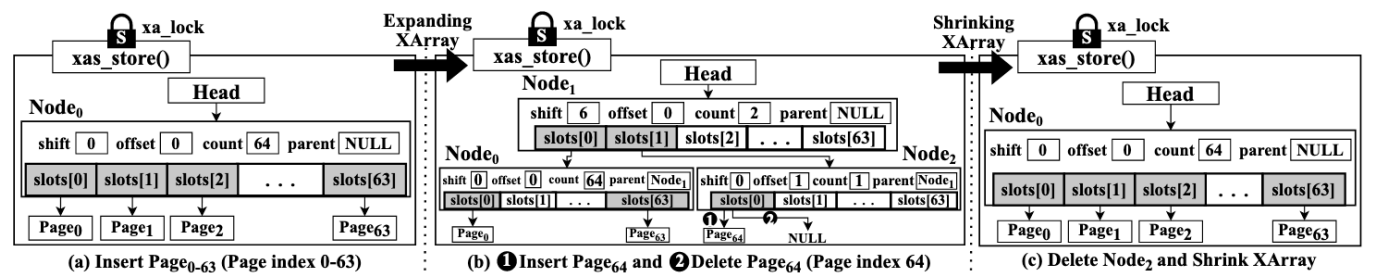 S
xa_lock
xas_store()
Head
Node0
shift 0 offset 0 count 64 parent NULL
slots[0] slots[1] slots[2] . . . slots[63]
Page0 Page1 Page2 Page63
(a) Insert Page0-63 (Page index 0-63)
Expanding
XArray
S
xa_lock
xas_store()
Head
Node1
shift 6 offset 0 count 2 parent NULL
slots[0] slots[1] slots[2] . . . slots[63]
Node0
shift 0 offset 0 count 64 parent Node1
slots[0] slots[1] . . . slots[63]
Page0 Page63
Node2
shift 0 offset 1 count 1 parent Node1
slots[0] slots[1] . . . slots[63]
1 2
Page64 NULL
(b) 1 Insert Page64 and 2 Delete Page64 (Page index 64)
Shrinking
XArray
S
xa_lock
xas_store()
Head
Node0
shift 0 offset 0 count 64 parent NULL
slots[0] slots[1] slots[2] . . . slots[63]
Page0 Page1 Page2 Page63
(c) Delete Node2 and Shrink XArray